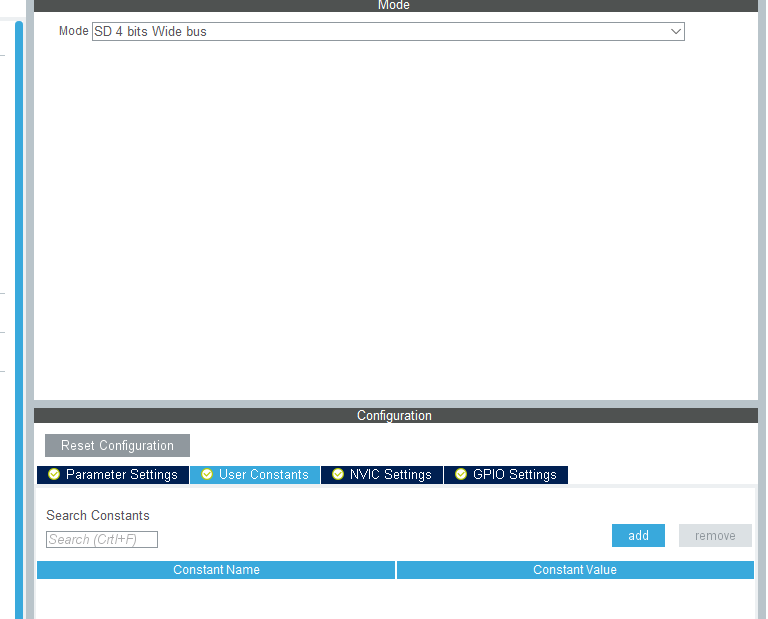 Mode
Mode SD 4 bits Wide bus
Configuration
Reset Configuration
Parameter Settings User Constants NVIC Settings GPIO Settings
Search Constants
Search (Crtl+F) add remove
Constant Name Constant Value